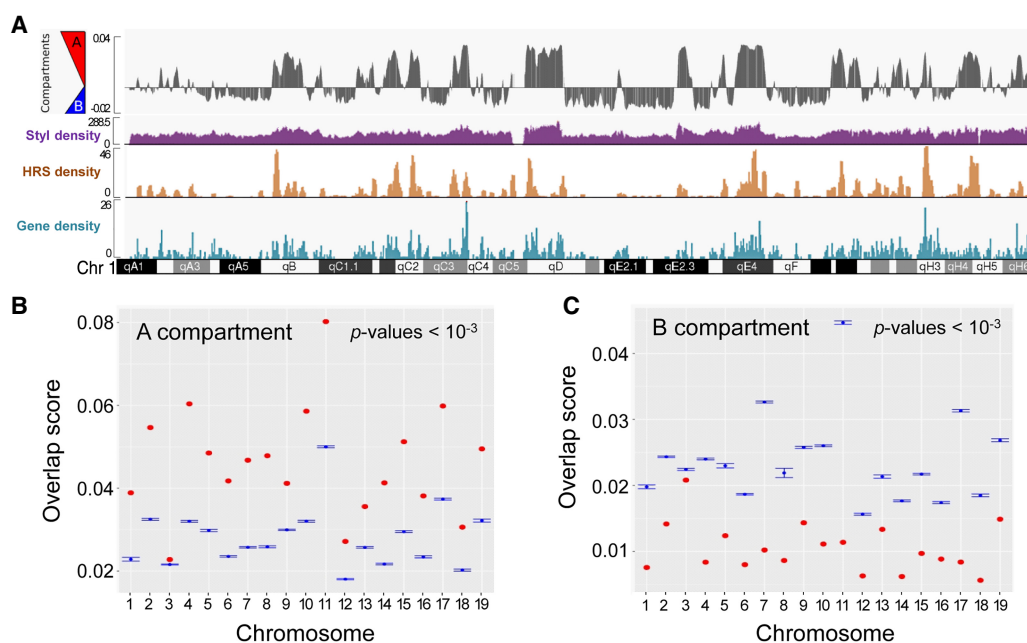 A
Compartments
A
B
0.04
-0.02
StyI density
288.5
0
HRS density
46
0
Gene density
26
0
Chr 1
qA1 qA3 qA5 qB qC1.1 qC2 qC3 qC4 qC5 qD qE2.1 qE2.3 qE4 qF qH3 qH4 qH5 qH6
B
A compartment
p-values < 10⁻³
Overlap score
0.08
0.06
0.04
0.02
1 2 3 4 5 6 7 8 9 10 11 12 13 14 15 16 17 18 19
Chromosome
C
B compartment
p-values < 10⁻³
Overlap score
0.04
0.03
0.02
0.01
1 2 3 4 5 6 7 8 9 10 11 12 13 14 15 16 17 18 19
Chromosome